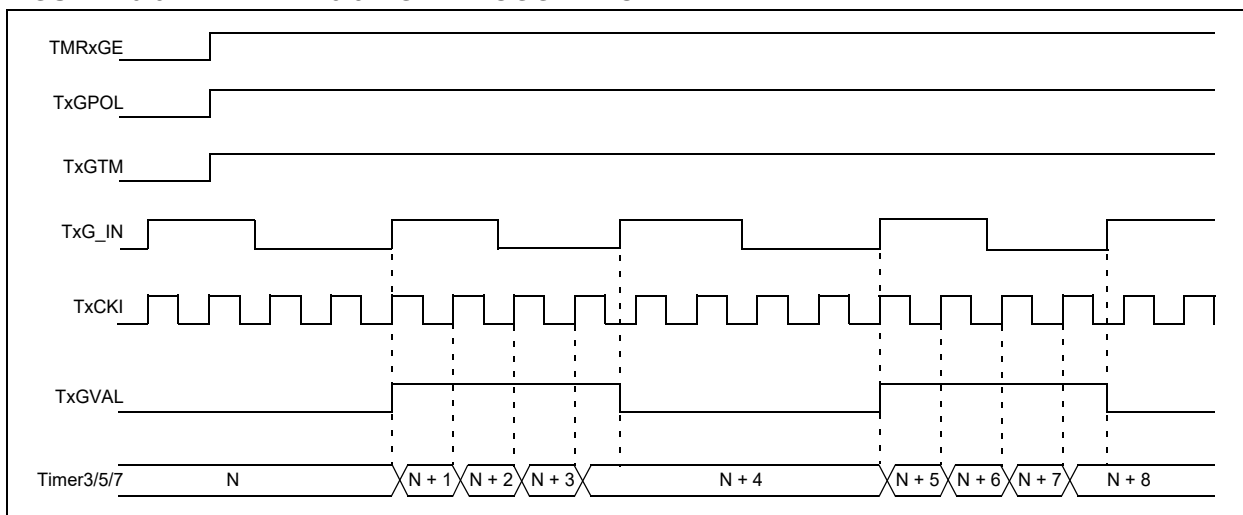 TMRxGE
TxGPOL
TxGTM
TxG_IN
TxCKI
TxGVAL
Timer3/5/7 N N + 1 N + 2 N + 3 N + 4 N + 5 N + 6 N + 7 N + 8